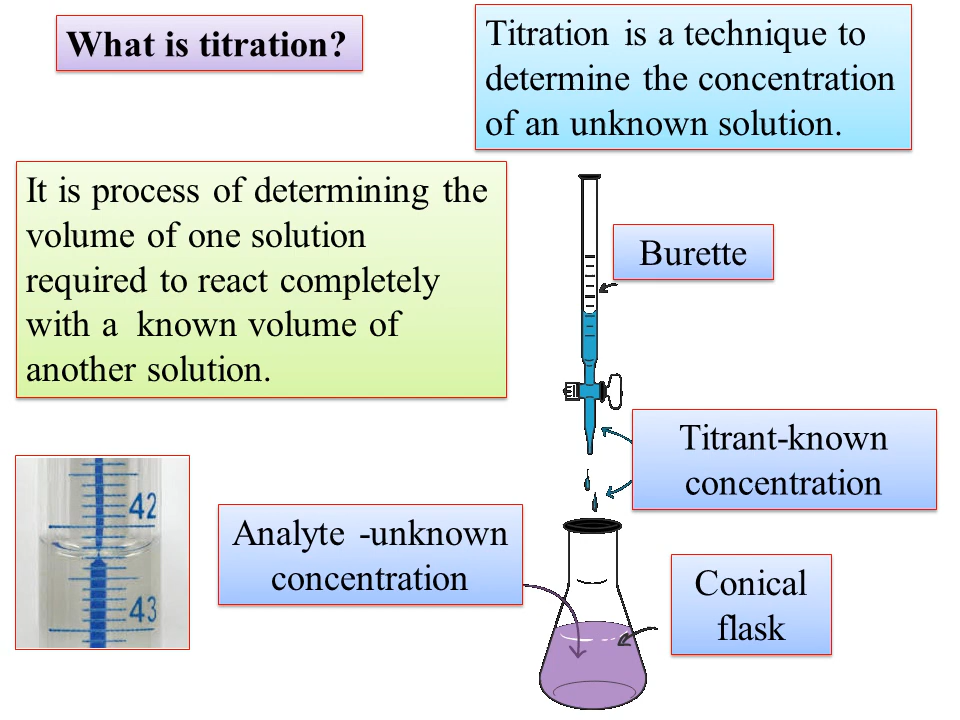 What is titration?
Titration is a technique to
determine the concentration
of an unknown solution.
It is process of determining the
volume of one solution
required to react completely
with a  known volume of
another solution.
Burette
Titrant-known
concentration
42
43
Analyte -unknown
concentration
Conical
flask